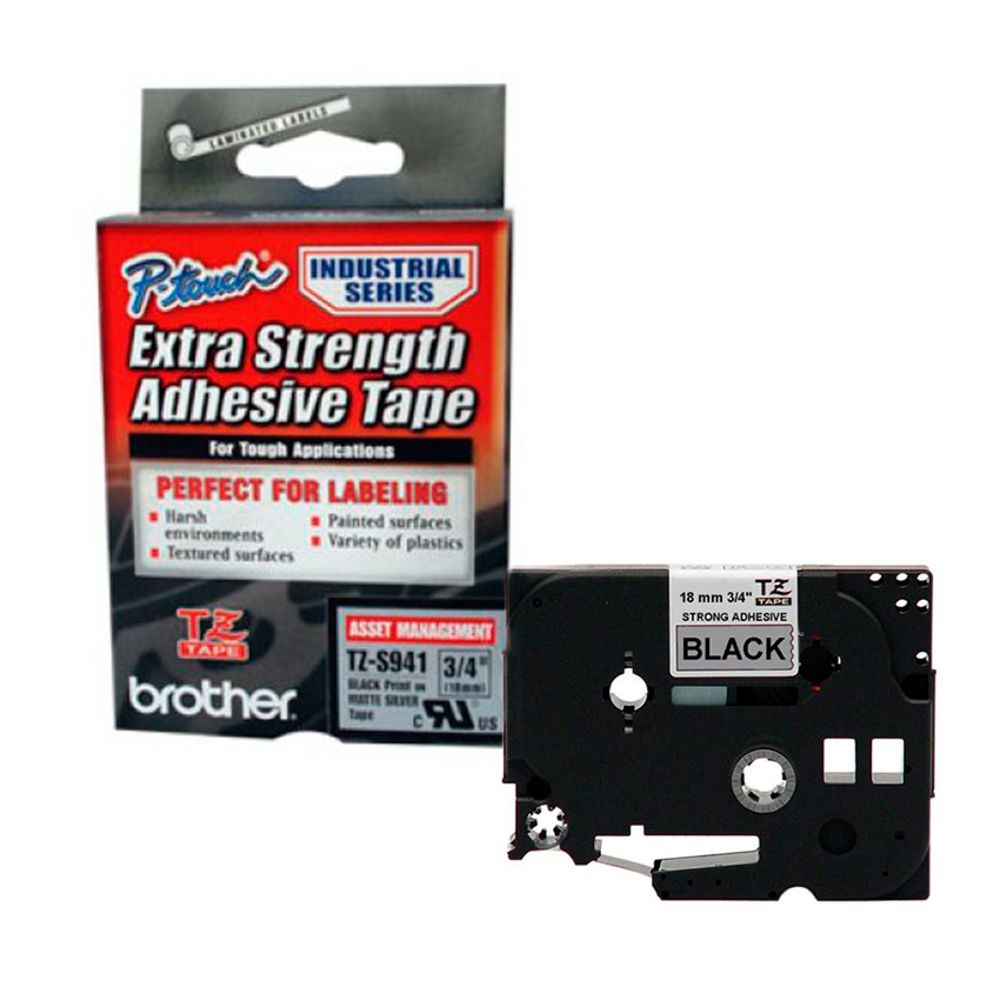 LAMINATED LABELS
P-touch®
INDUSTRIAL
SERIES
Extra Strength
Adhesive Tape
For Tough Applications
PERFECT FOR LABELING
▪ Harsh environments
▪ Textured surfaces
▪ Painted surfaces
▪ Variety of plastics
TZ
TAPE
brother.
ASSET MANAGEMENT
TZ-S941
3/4"
(18mm)
BLACK Print on
MATTE SILVER
Tape
C RU US
18 mm 3/4"
TZ
TAPE
STRONG ADHESIVE
BLACK